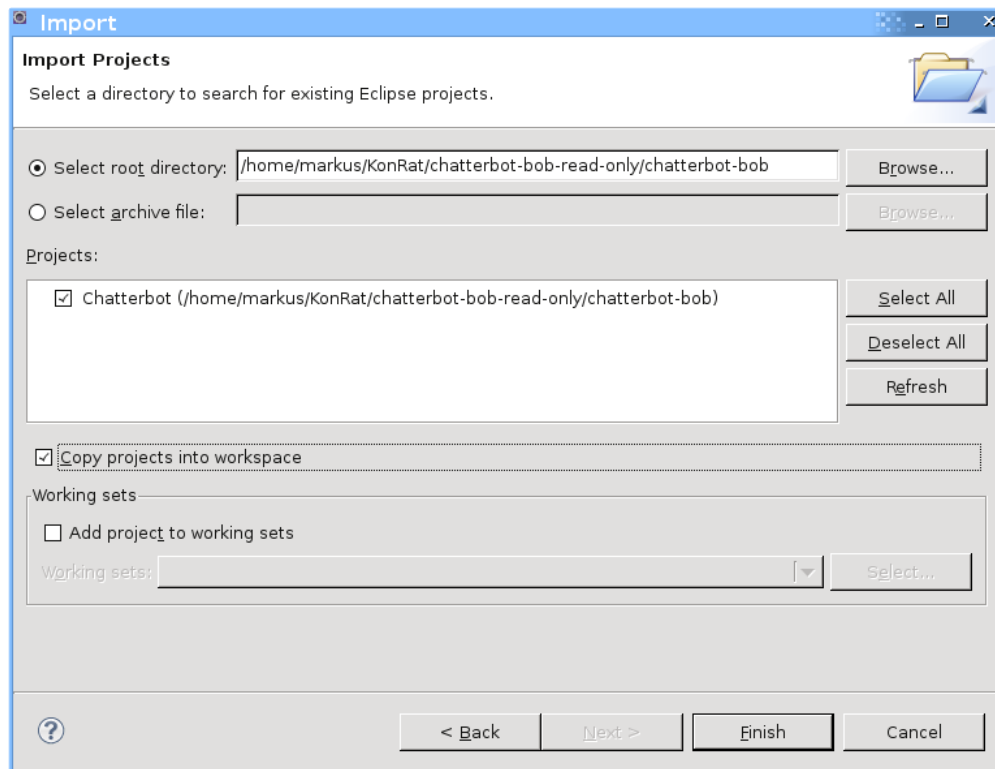 Import
Import Projects
Select a directory to search for existing Eclipse projects.
Select root directory: /home/markus/KonRat/chatterbot-bob-read-only/chatterbot-bob Browse...
Select archive file: Browse...
Projects:
Chatterbot (/home/markus/KonRat/chatterbot-bob-read-only/chatterbot-bob) Select All
Deselect All
Refresh
Copy projects into workspace
Working sets
Add project to working sets
Working sets: Select...
? < Back Next > Finish Cancel